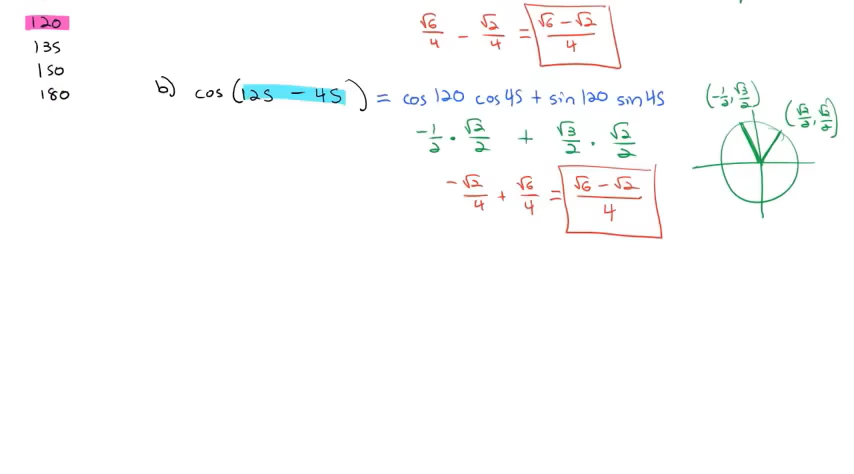 120
135
150
180
√6/4 − √2/4 = (√6 − √2)/4
b) cos(125 − 45) = cos 120 cos 45 + sin 120 sin 45
-1/2 · √2/2 + √3/2 · √2/2
-√2/4 + √6/4 = (√6 − √2)/4
(-1/2, √3/2)
(√2/2, √2/2)